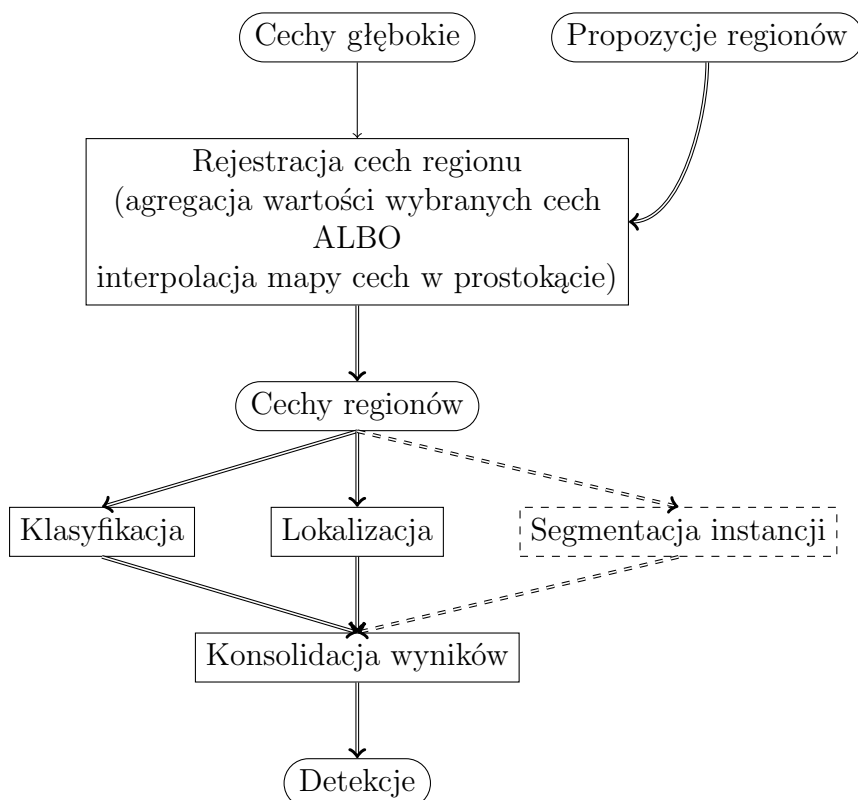 Cechy głębokie
Propozycje regionów
Rejestracja cech regionu
(agregacja wartości wybranych cech
ALBO
interpolacja mapy cech w prostokącie)
Cechy regionów
Klasyfikacja
Lokalizacja
Segmentacja instancji
Konsolidacja wyników
Detekcje